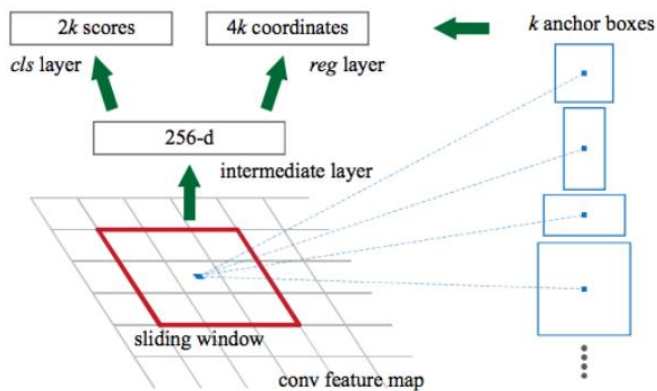 2k scores
4k coordinates
k anchor boxes
cls layer
reg layer
256-d
intermediate layer
sliding window
conv feature map